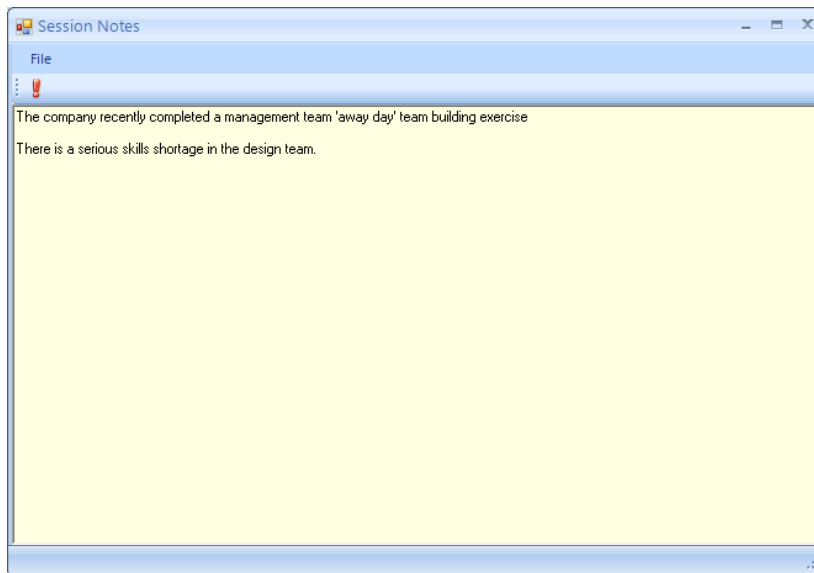 Session Notes
File
The company recently completed a management team 'away day' team building exercise
There is a serious skills shortage in the design team.